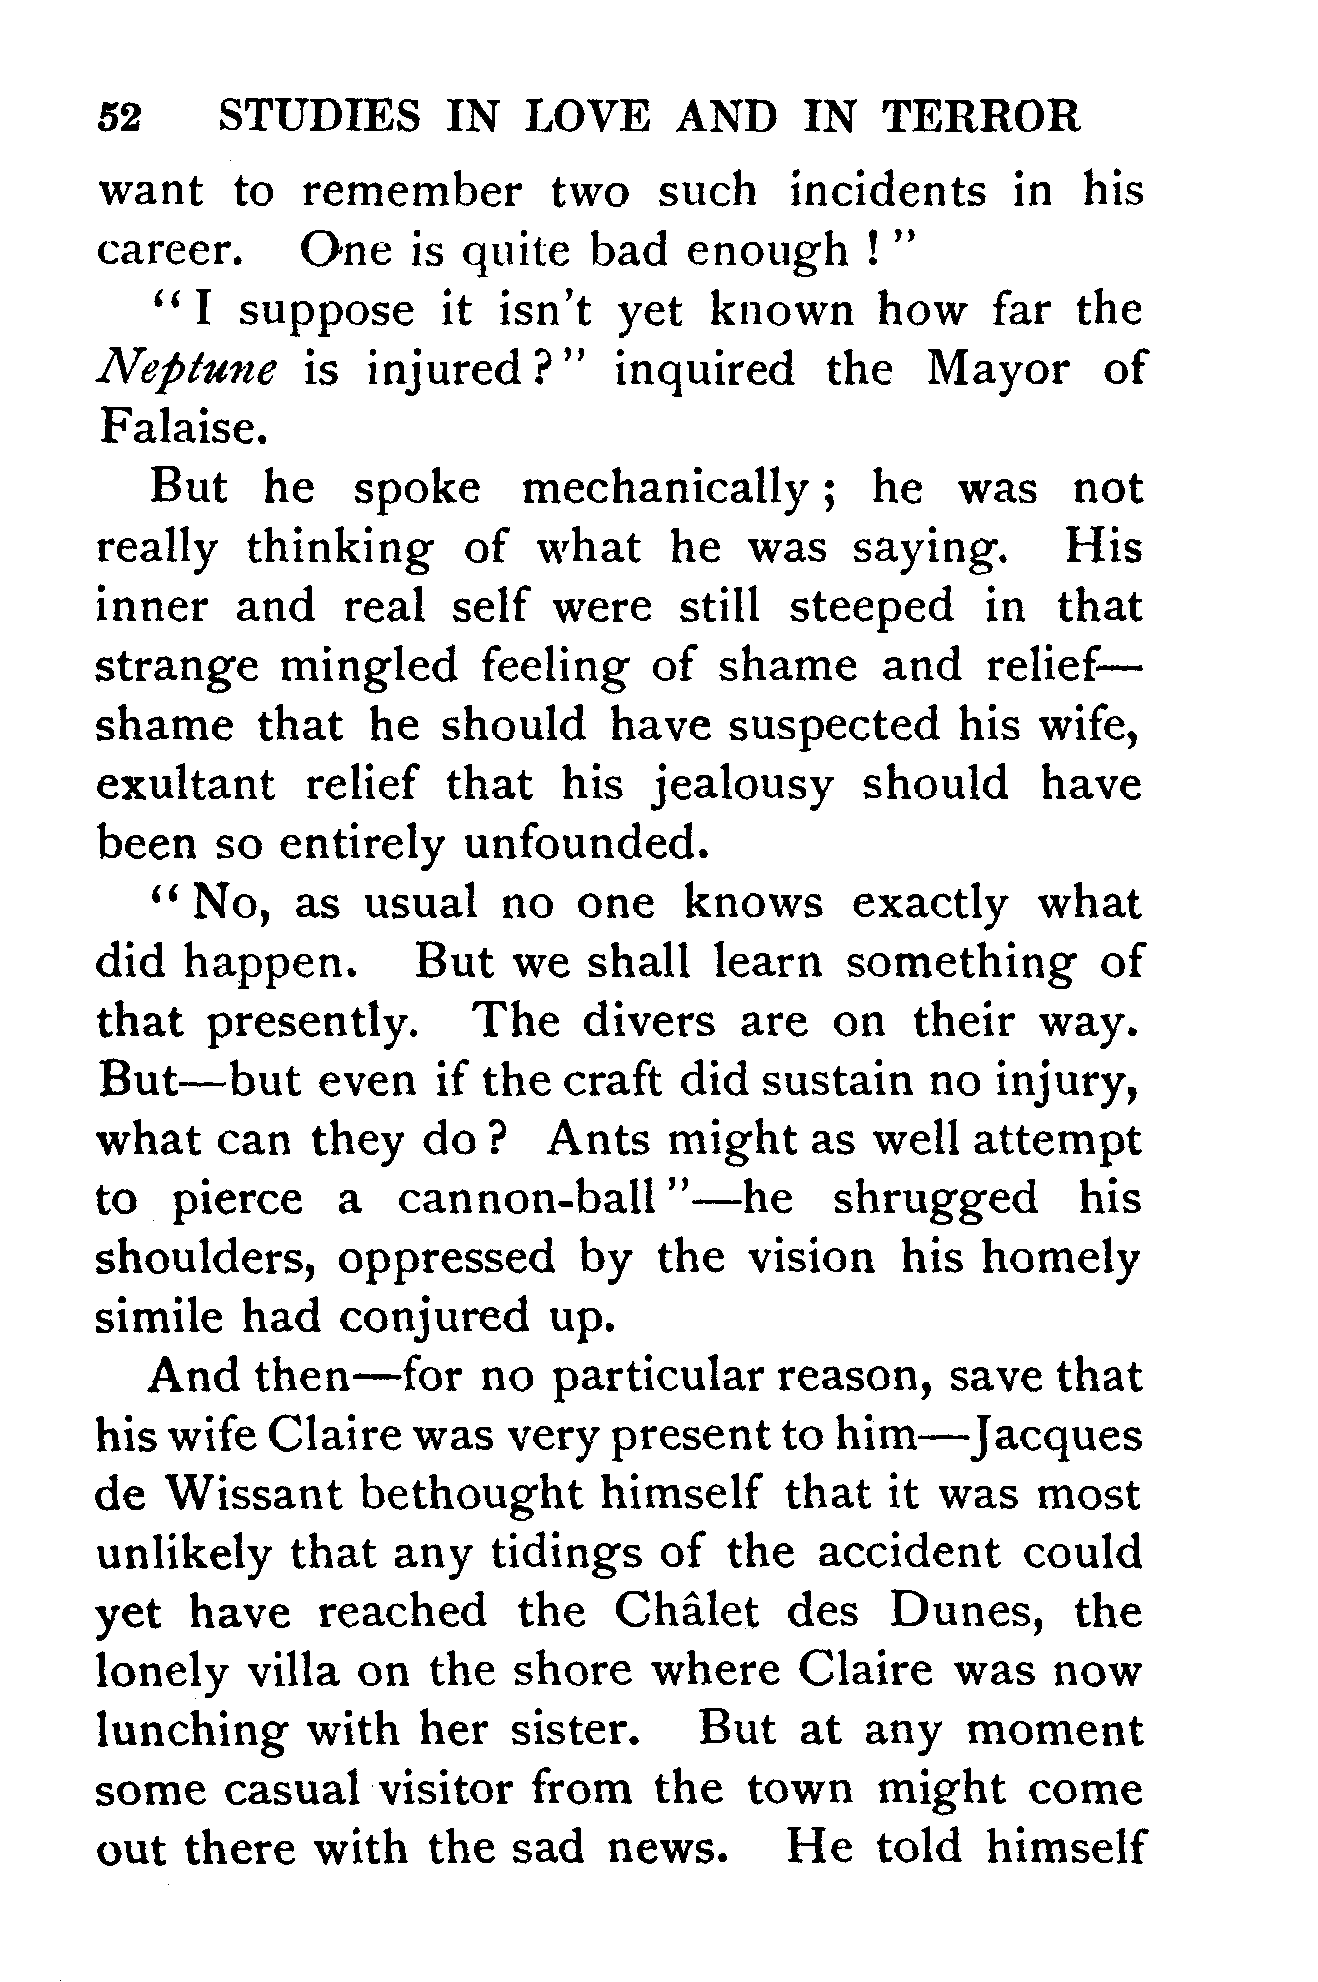 52 STUDIES IN LOVE AND IN TERROR
want to remember two such incidents in his
career. One is quite bad enough ! ”
“ I suppose it isn't yet known how far the
Neptune is injured ? ” inquired the Mayor of
Falaise.
But he spoke mechanically ; he was not
really thinking of what he was saying. His
inner and real self were still steeped in that
strange mingled feeling of shame and relief—
shame that he should have suspected his wife,
exultant relief that his jealousy should have
been so entirely unfounded.
“ No, as usual no one knows exactly what
did happen. But we shall learn something of
that presently. The divers are on their way.
But—but even if the craft did sustain no injury,
what can they do ? Ants might as well attempt
to pierce a cannon-ball ”—he shrugged his
shoulders, oppressed by the vision his homely
simile had conjured up.
And then—for no particular reason, save that
his wife Claire was very present to him—Jacques
de Wissant bethought himself that it was most
unlikely that any tidings of the accident could
yet have reached the Châlet des Dunes, the
lonely villa on the shore where Claire was now
lunching with her sister. But at any moment
some casual visitor from the town might come
out there with the sad news. He told himself